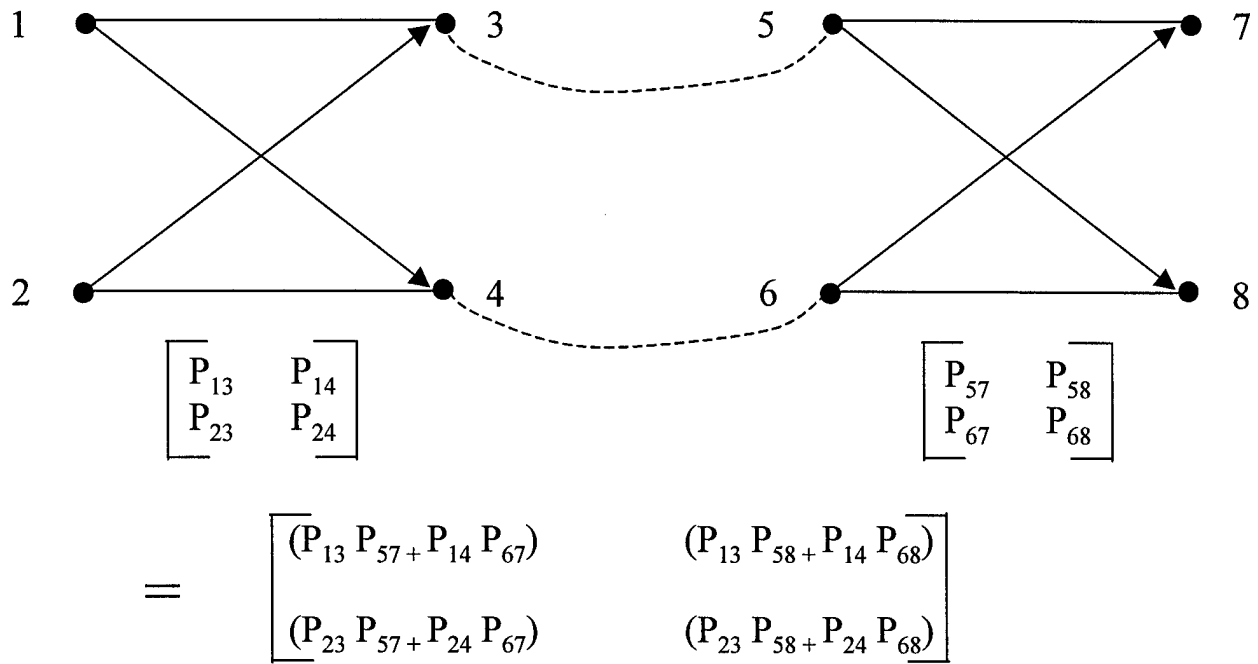 1 3 5 7
2 4 6 8
P13 P14 P57 P58
P23 P24 P67 P68
= (P13 P57 + P14 P67) (P13 P58 + P14 P68)
(P23 P57 + P24 P67) (P23 P58 + P24 P68)